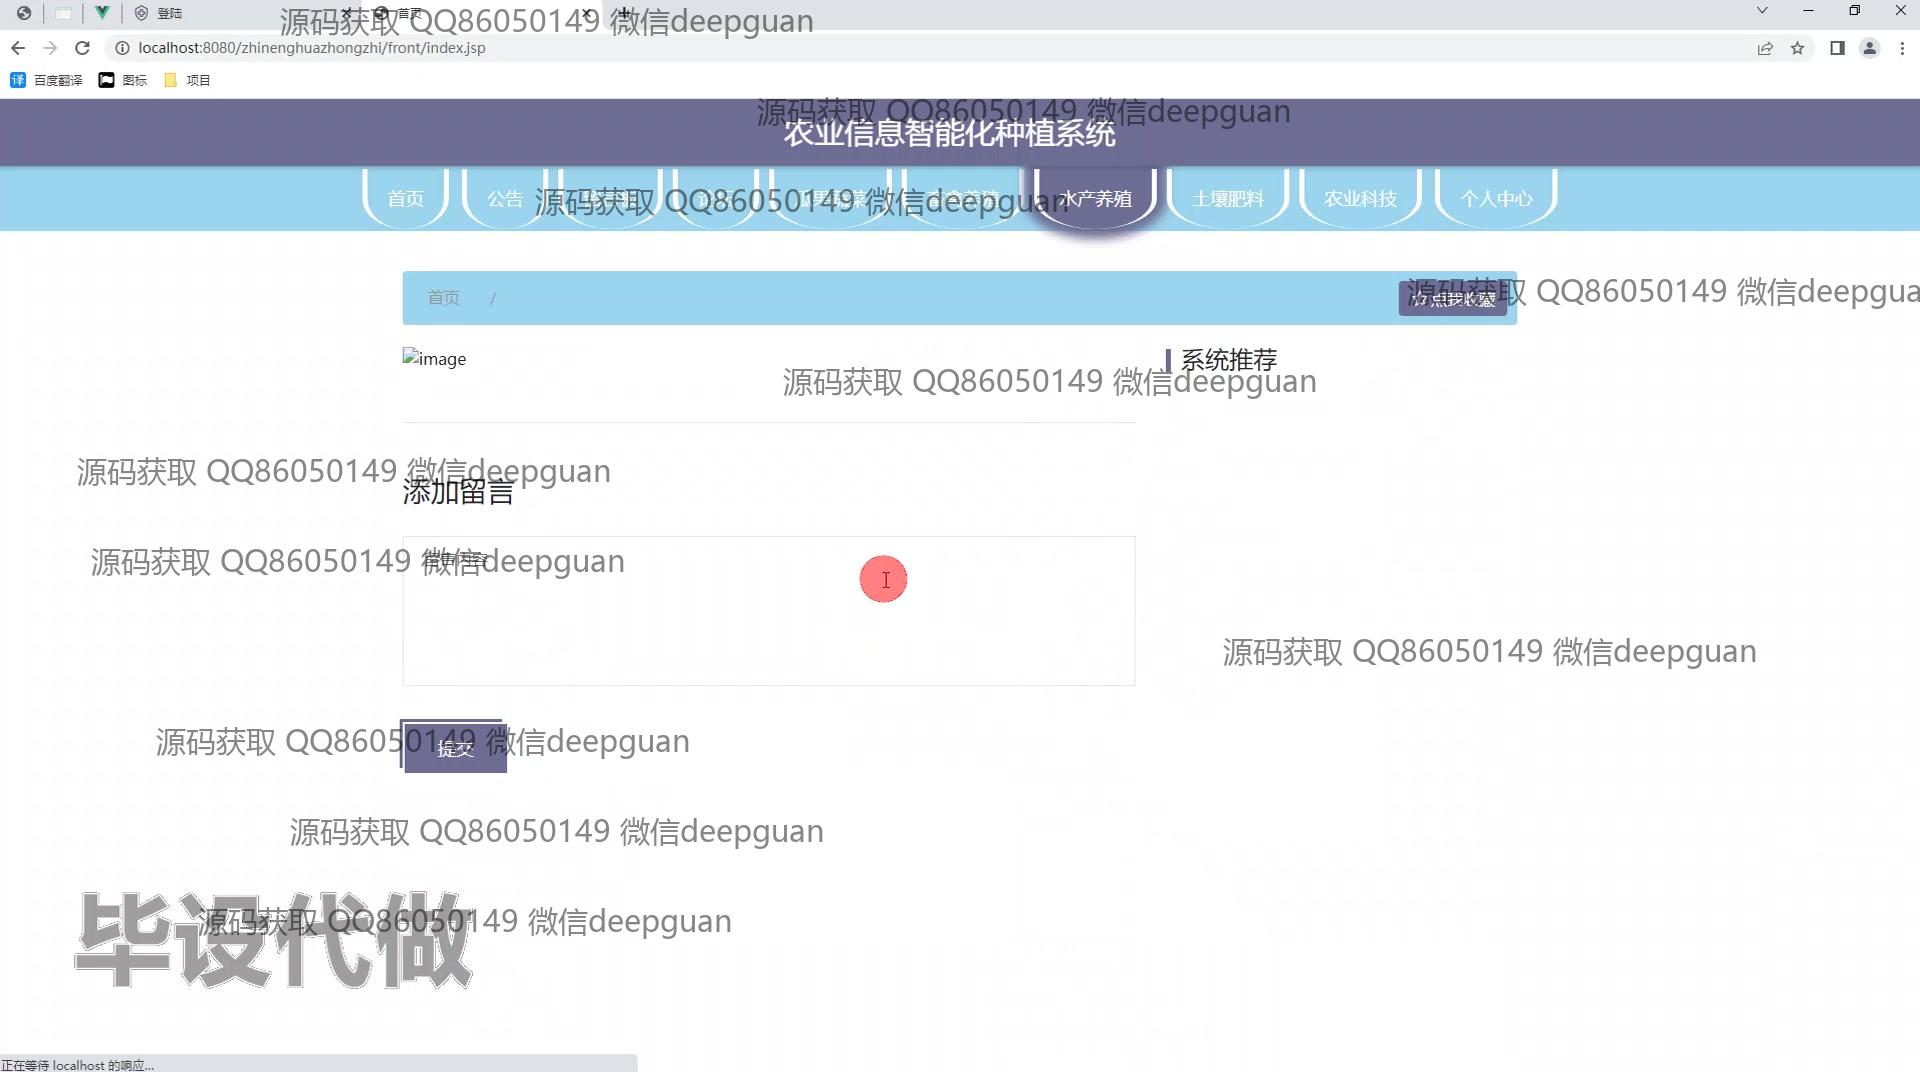 登陆
首页
源码获取 QQ86050149 微信deepguan
localhost:8080/zhinenghuazhongzhi/front/index.jsp
百度翻译
图标
项目
源码获取 QQ86050149 微信deepguan
农业信息智能化种植系统
首页
公告
水产养殖
土壤肥料
农业科技
个人中心
源码获取 QQ86050149 微信deepguan
首页 /
点我收藏
源码获取 QQ86050149 微信deepgua
image
系统推荐
源码获取 QQ86050149 微信deepguan
源码获取 QQ86050149 微信deepguan
添加留言
源码获取 QQ86050149 微信deepguan
源码获取 QQ86050149 微信deepguan
源码获取 QQ86050149 微信deepguan
提交
源码获取 QQ86050149 微信deepguan
源码获取 QQ86050149 微信deepguan
毕设代做
正在等待 localhost 的响应...